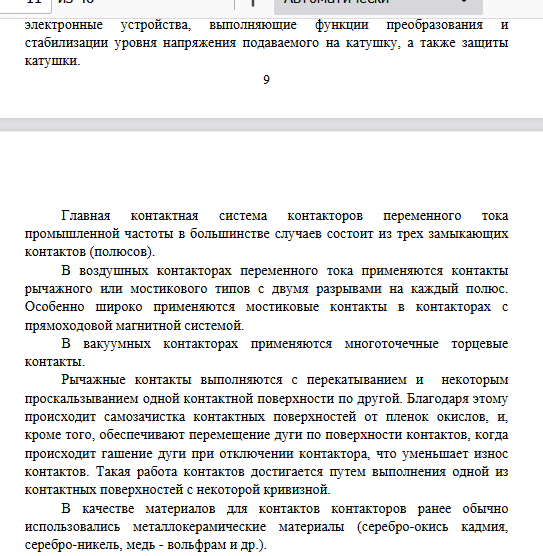 11 из 40
Автоматически
электронные устройства, выполняющие функции преобразования и
стабилизации уровня напряжения подаваемого на катушку, а также защиты
катушки.
9
Главная контактная система контакторов переменного тока
промышленной частоты в большинстве случаев состоит из трех замыкающих
контактов (полюсов).
В воздушных контакторах переменного тока применяются контакты
рычажного или мостикового типов с двумя разрывами на каждый полюс.
Особенно широко применяются мостиковые контакты в контакторах с
прямоходовой магнитной системой.
В вакуумных контакторах применяются многоточечные торцевые
контакты.
Рычажные контакты выполняются с перекатыванием и некоторым
проскальзыванием одной контактной поверхности по другой. Благодаря этому
происходит самозачистка контактных поверхностей от пленок окислов, и,
кроме того, обеспечивают перемещение дуги по поверхности контактов, когда
происходит гашение дуги при отключении контактора, что уменьшает износ
контактов. Такая работа контактов достигается путем выполнения одной из
контактных поверхностей с некоторой кривизной.
В качестве материалов для контактов контакторов ранее обычно
использовались металлокерамические материалы (серебро-окись кадмия,
серебро-никель, медь - вольфрам и др.).